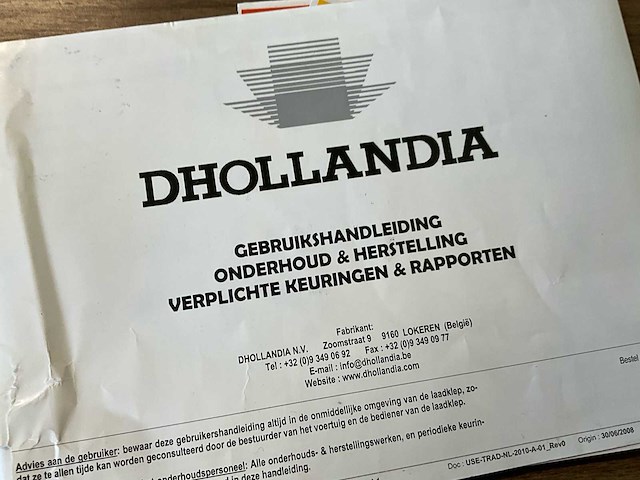 DHOLLANDIA
GEBRUIKSHANDLEIDING
ONDERHOUD & HERSTELLING
VERPLICHTE KEURINGEN & RAPPORTEN
Fabrikant:
DHOLLANDIA N.V. Zoomstraat 9 9160 LOKEREN (België)
Tel : +32 (0)9 349 06 92 Fax : +32 (0)9 349 09 77
E-mail : info@dhollandia.be
Website : www.dhollandia.com
Bestel
Advies aan de gebruiker: bewaar deze gebruikershandleiding altijd in de onmiddellijke omgeving van de laadklep, zo-
dat ze te allen tijde kan worden geconsulteerd door de bestuurder van het voertuig en de bediener van de laadklep.
onderhoudspersoneel: Alle onderhouds- & herstellingswerken, en periodieke keurin-
in deze handleiding.
Doc : USE-TRAD-NL-2010-A-01_Rev0 Origin : 30/06/2008